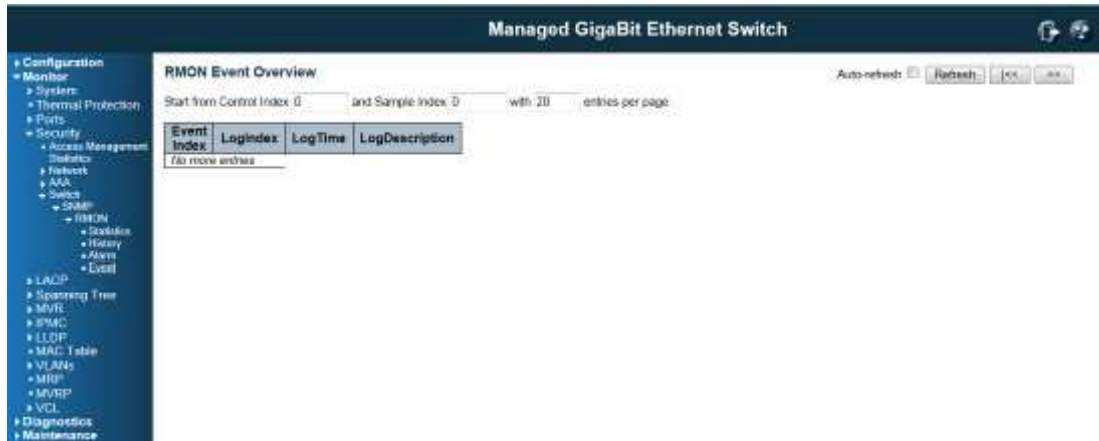 Managed GigaBit Ethernet Switch
Configuration
Monitor
System
Thermal Protection
Ports
Security
Access Management
Statistics
Network
AAA
Switch
SNMP
RMON
Statistics
History
Alarm
Event
LACP
Spanning Tree
MVR
IPMC
LLDP
MAC Table
VLANs
MRP
MVRP
VCL
Diagnostics
Maintenance
RMON Event Overview
Auto-refresh Refresh |<< >>
Start from Control Index 0 and Sample Index 0 with 20 entries per page
Event Index LogIndex LogTime LogDescription
No more entries